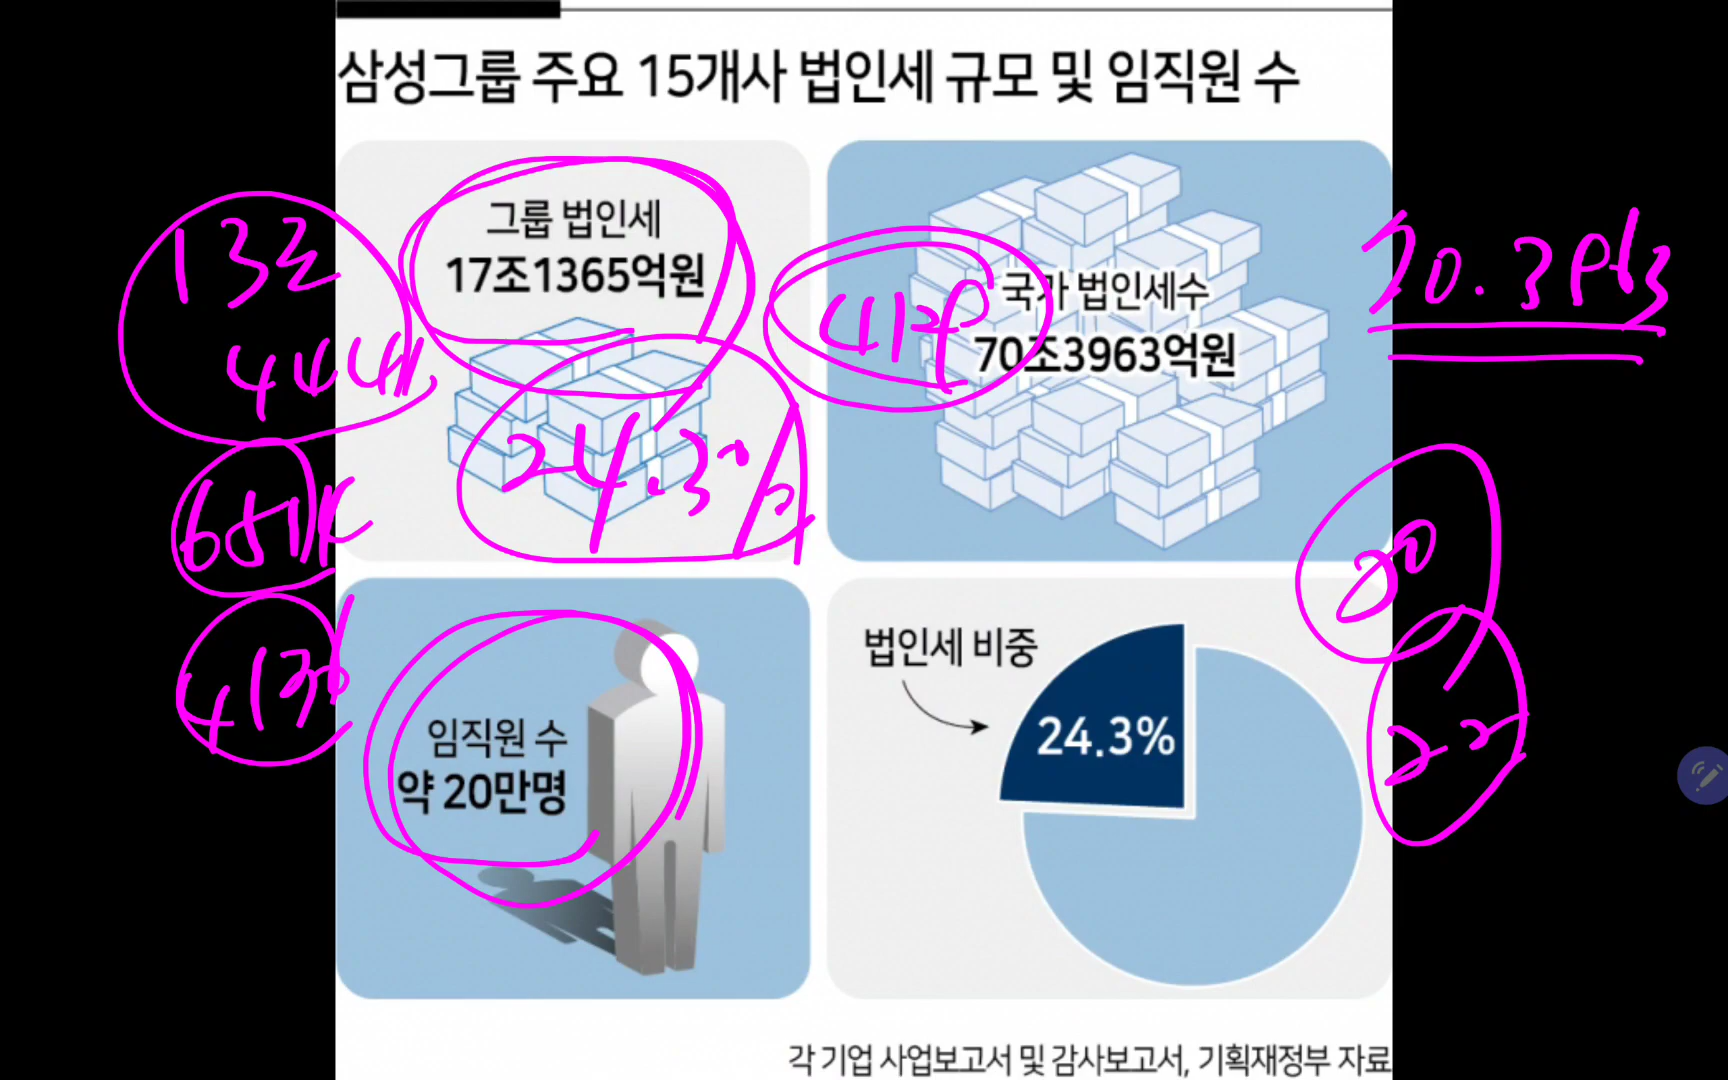 삼성그룹 주요 15개사 법인세 규모 및 임직원 수
그룹 법인세
17조1365억원
국가 법인세수
70조3963억원
임직원 수
약 20만명
법인세 비중
24.3%
각 기업 사업보고서 및 감사보고서, 기획재정부 자료
13조
24.3%